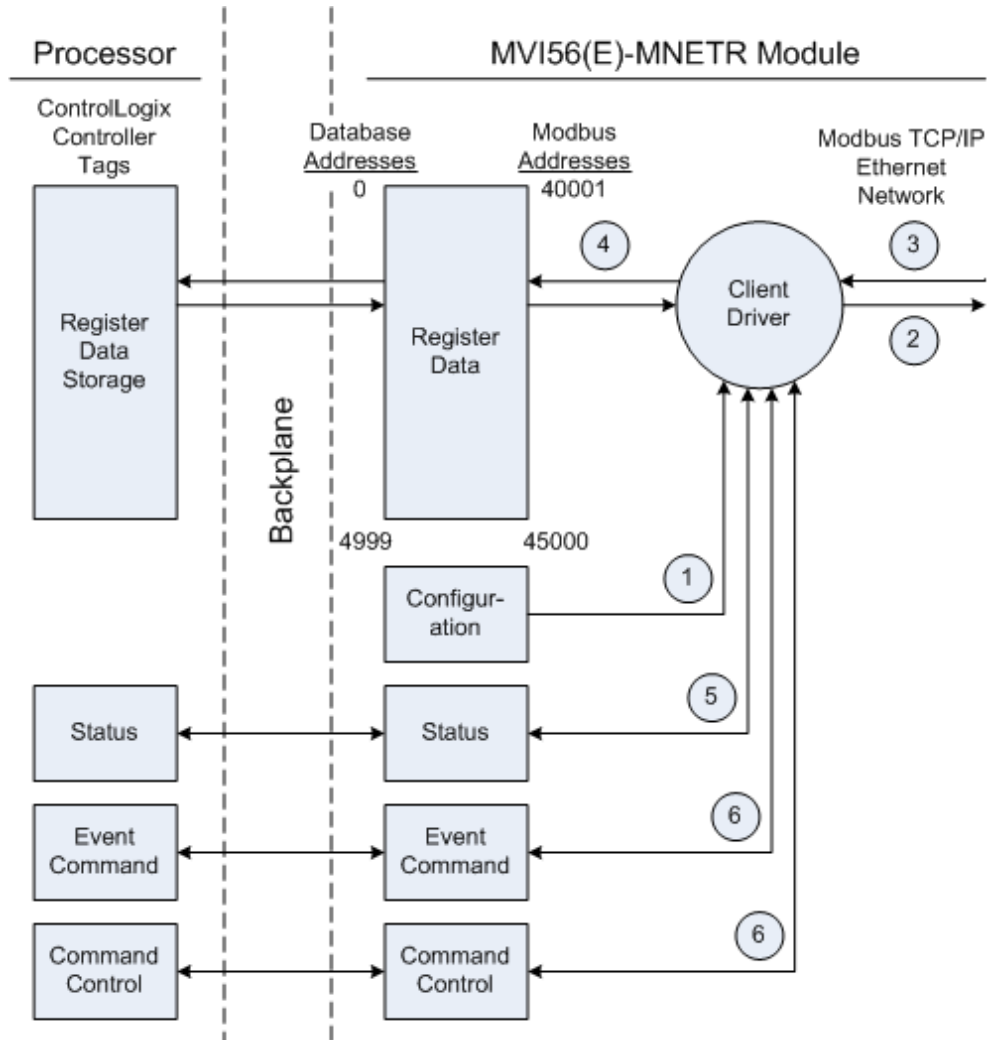 Processor
MVI56(E)-MNETR Module
ControlLogix
Controller
Tags
Database
Addresses
0
Modbus
Addresses
40001
Modbus TCP/IP
Ethernet
Network
4
3
Client
Driver
2
Register
Data
Storage
Register
Data
Backplane
4999
45000
Configur-
ation
1
Status
Status
5
Event
Command
Event
Command
6
Command
Control
Command
Control
6